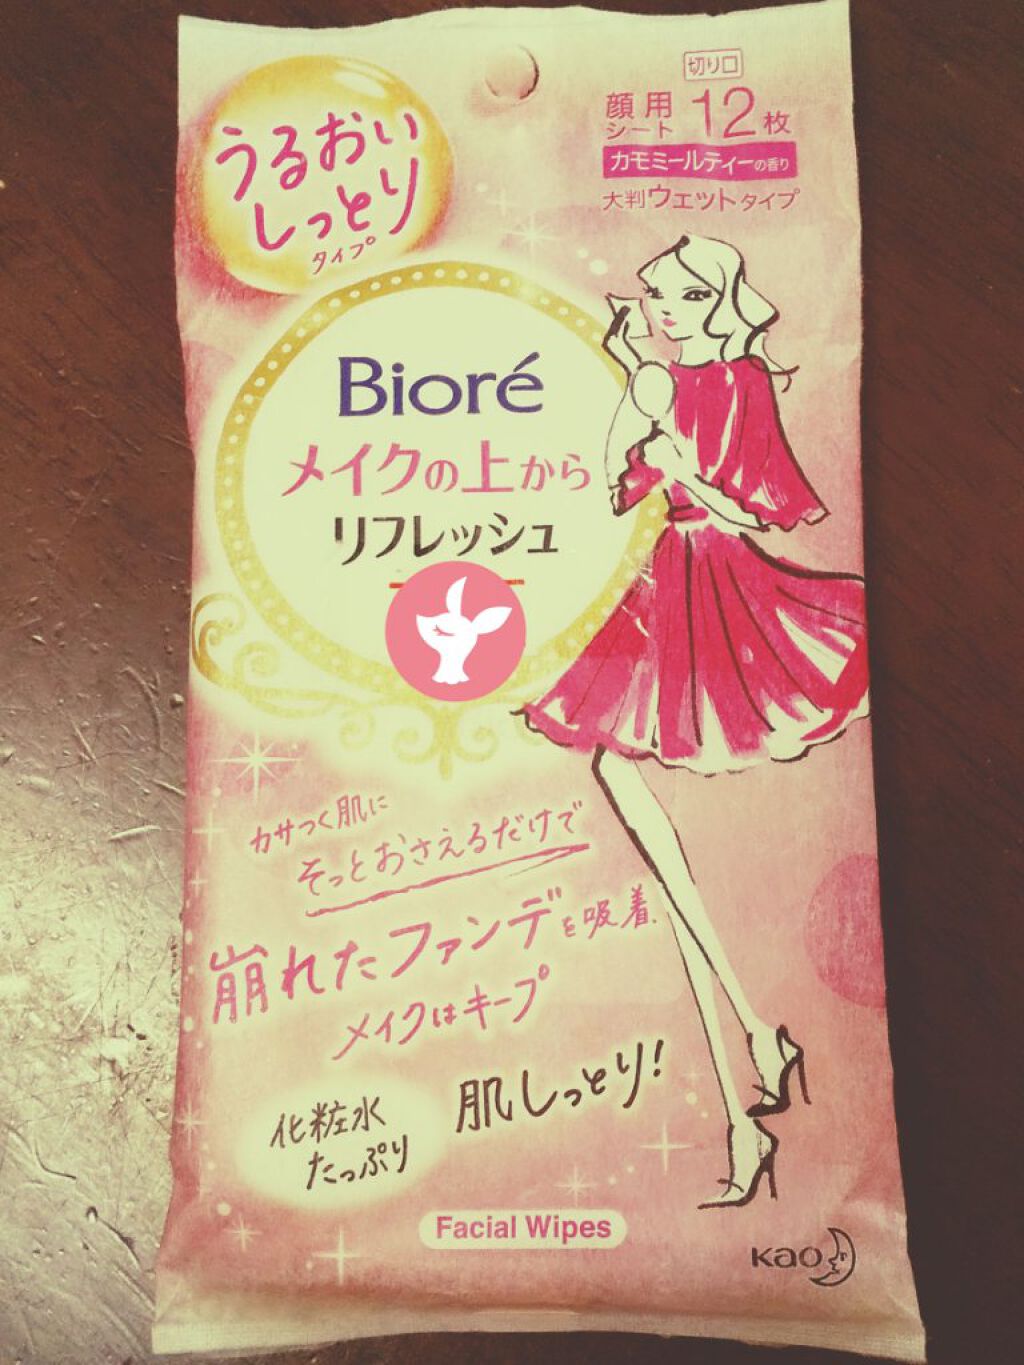 切り口
顔用
シート
12枚
カモミールティーの香り
大判ウェットタイプ
うるおい
しっとり
タイプ
Bioré
メイクの上から
リフレッシュ
カサつく肌に
そっとおさえるだけで
崩れたファンデを吸着、
メイクはキープ
肌しっとり!
化粧水
たっぷり
Facial Wipes
Kao